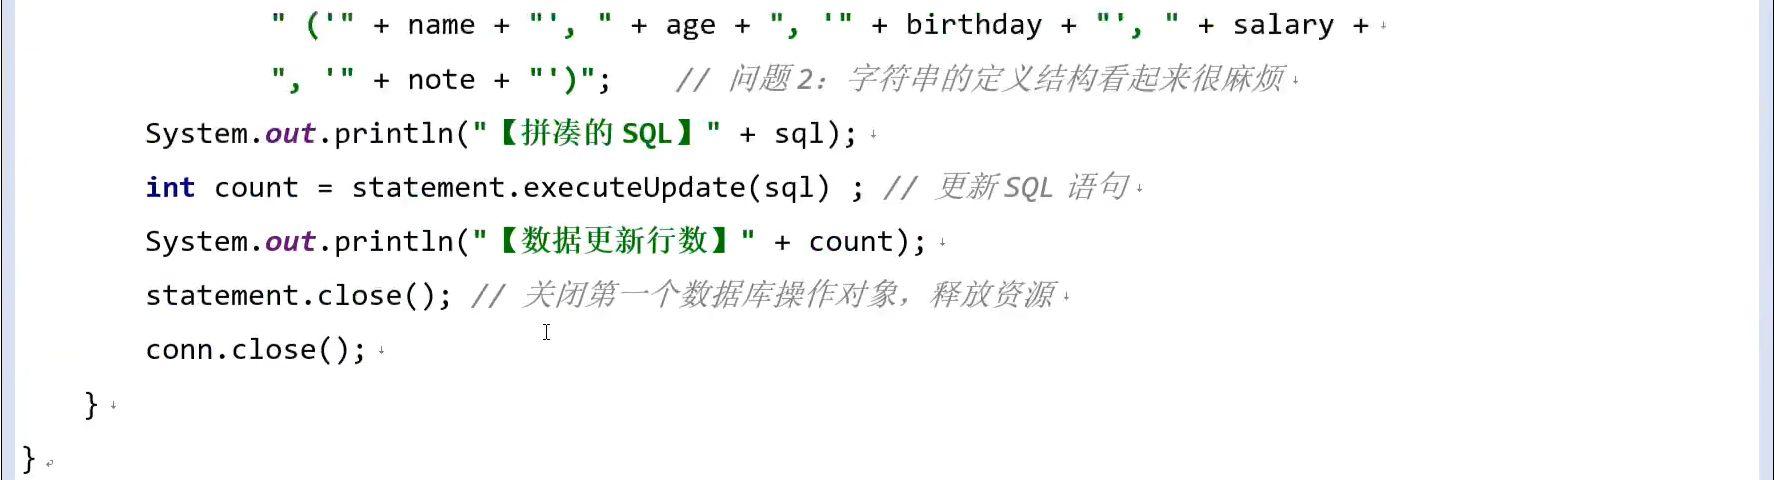 " ('" + name + "', " + age + ", '" + birthday + "', " + salary +
", '" + note + "')"; // 问题 2：字符串的定义结构看起来很麻烦
System.out.println("【拼凑的 SQL】" + sql);
int count = statement.executeUpdate(sql) ; // 更新 SQL 语句
System.out.println("【数据更新行数】" + count);
statement.close(); // 关闭第一个数据库操作对象，释放资源
conn.close();
}
}